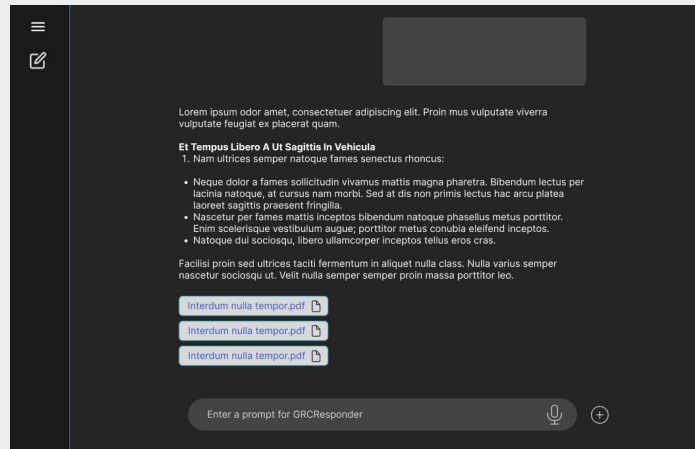 Lorem ipsum odor amet, consectetuer adipiscing elit. Proin mus vulputate viverra
vulputate feugiat ex placerat quam.
Et Tempus Libero A Ut Sagittis In Vehicula
1. Nam ultrices semper natoque fames senectus rhoncus:
• Neque dolor a fames sollicitudin vivamus mattis magna pharetra. Bibendum lectus per
lacinia natoque, at cursus nam morbi. Sed at dis non primis lectus hac arcu platea
laoreet sagittis praesent fringilla.
• Nascetur per fames mattis inceptos bibendum natoque phasellus metus porttitor.
Enim scelerisque vestibulum augue; porttitor metus conubia eleifend inceptos.
• Natoque dui sociosqu, libero ullamcorper inceptos tellus eros cras.
Facilisi proin sed ultrices taciti fermentum in aliquet nulla class. Nulla varius semper
nascetur sociosqu ut. Velit nulla semper semper proin massa porttitor leo.
Interdum nulla tempor.pdf
Interdum nulla tempor.pdf
Interdum nulla tempor.pdf
Enter a prompt for GRCResponder